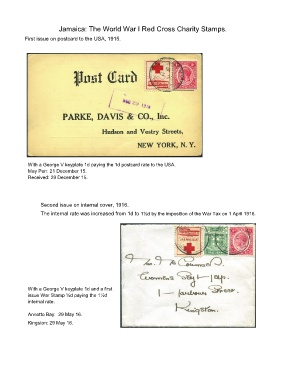 Jamaica: The World War I Red Cross Charity Stamps.
First issue on postcard to the USA, 1915.
Post Card
PARKE, DAVIS & CO., Inc.
Hudson and Vestry Streets,
NEW YORK, N. Y.
With a George V keyplate 1d paying the 1d postcard rate to the USA.
May Pen: 21 December 15.
Received: 29 December 15.
Second issue on internal cover, 1916.
The internal rate was increased from 1d to 1½d by the imposition of the War Tax on 1 April 1916.
With a George V keyplate 1d and a first
issue War Stamp ½d paying the 1½d
internal rate.
Annotto Bay: 29 May 16.
Kingston: 29 May 16.
Kingston.